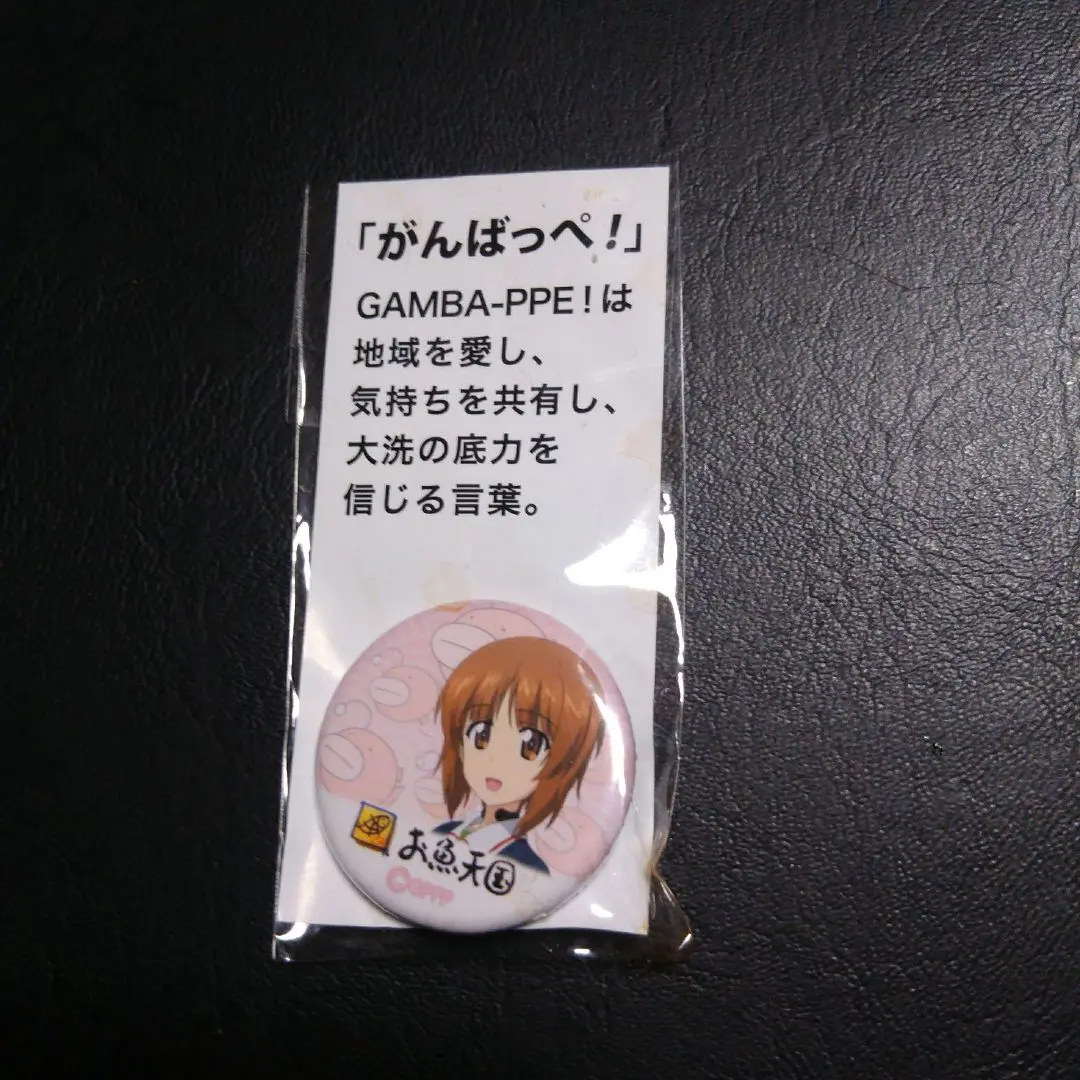 「がんばっぺ!」
GAMBA-PPE!は
地域を愛し、
気持ちを共有し、
大洗の底力を
信じる言葉。
お魚天国
©GPFP